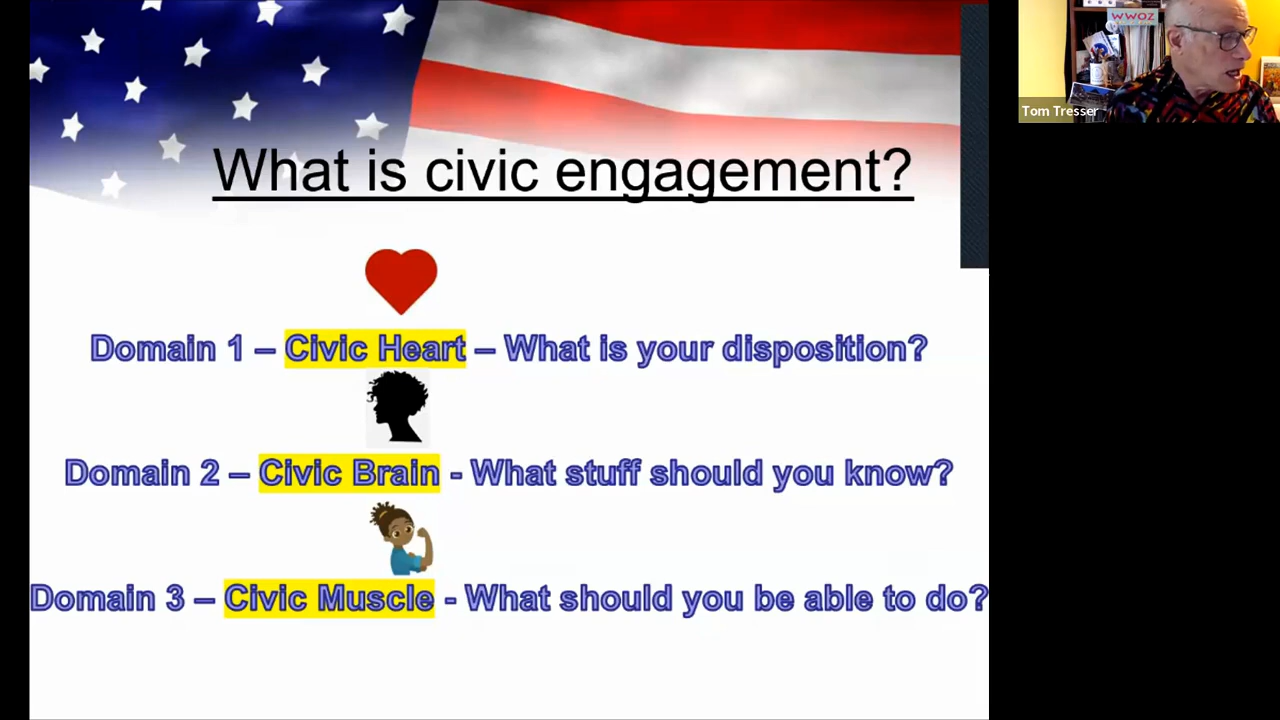 What is civic engagement?
Domain 1 – Civic Heart – What is your disposition?
Domain 2 – Civic Brain - What stuff should you know?
Domain 3 – Civic Muscle - What should you be able to do?
WWOZ
Tom Tresser